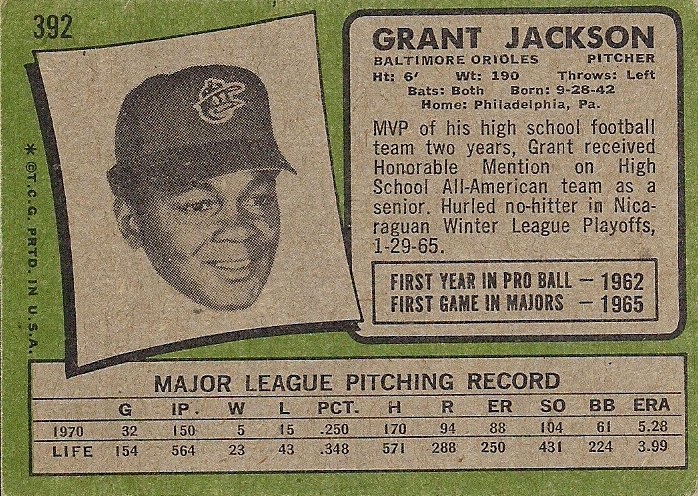 392
GRANT JACKSON
BALTIMORE ORIOLES PITCHER
Ht: 6' Wt: 190 Throws: Left
Bats: Both Born: 9-28-42
Home: Philadelphia, Pa.
MVP of his high school football
team two years, Grant received
Honorable Mention on High
School All-American team as a
senior. Hurled no-hitter in Nica-
raguan Winter League Playoffs,
1-29-65.
FIRST YEAR IN PRO BALL — 1962
FIRST GAME IN MAJORS — 1965
*©T.C.G. PRTD. IN U.S.A.
MAJOR LEAGUE PITCHING RECORD
G IP. W L PCT. H R ER SO BB ERA
1970 32 150 5 15 .250 170 94 88 104 61 5.28
LIFE 154 564 23 43 .348 571 288 250 431 224 3.99